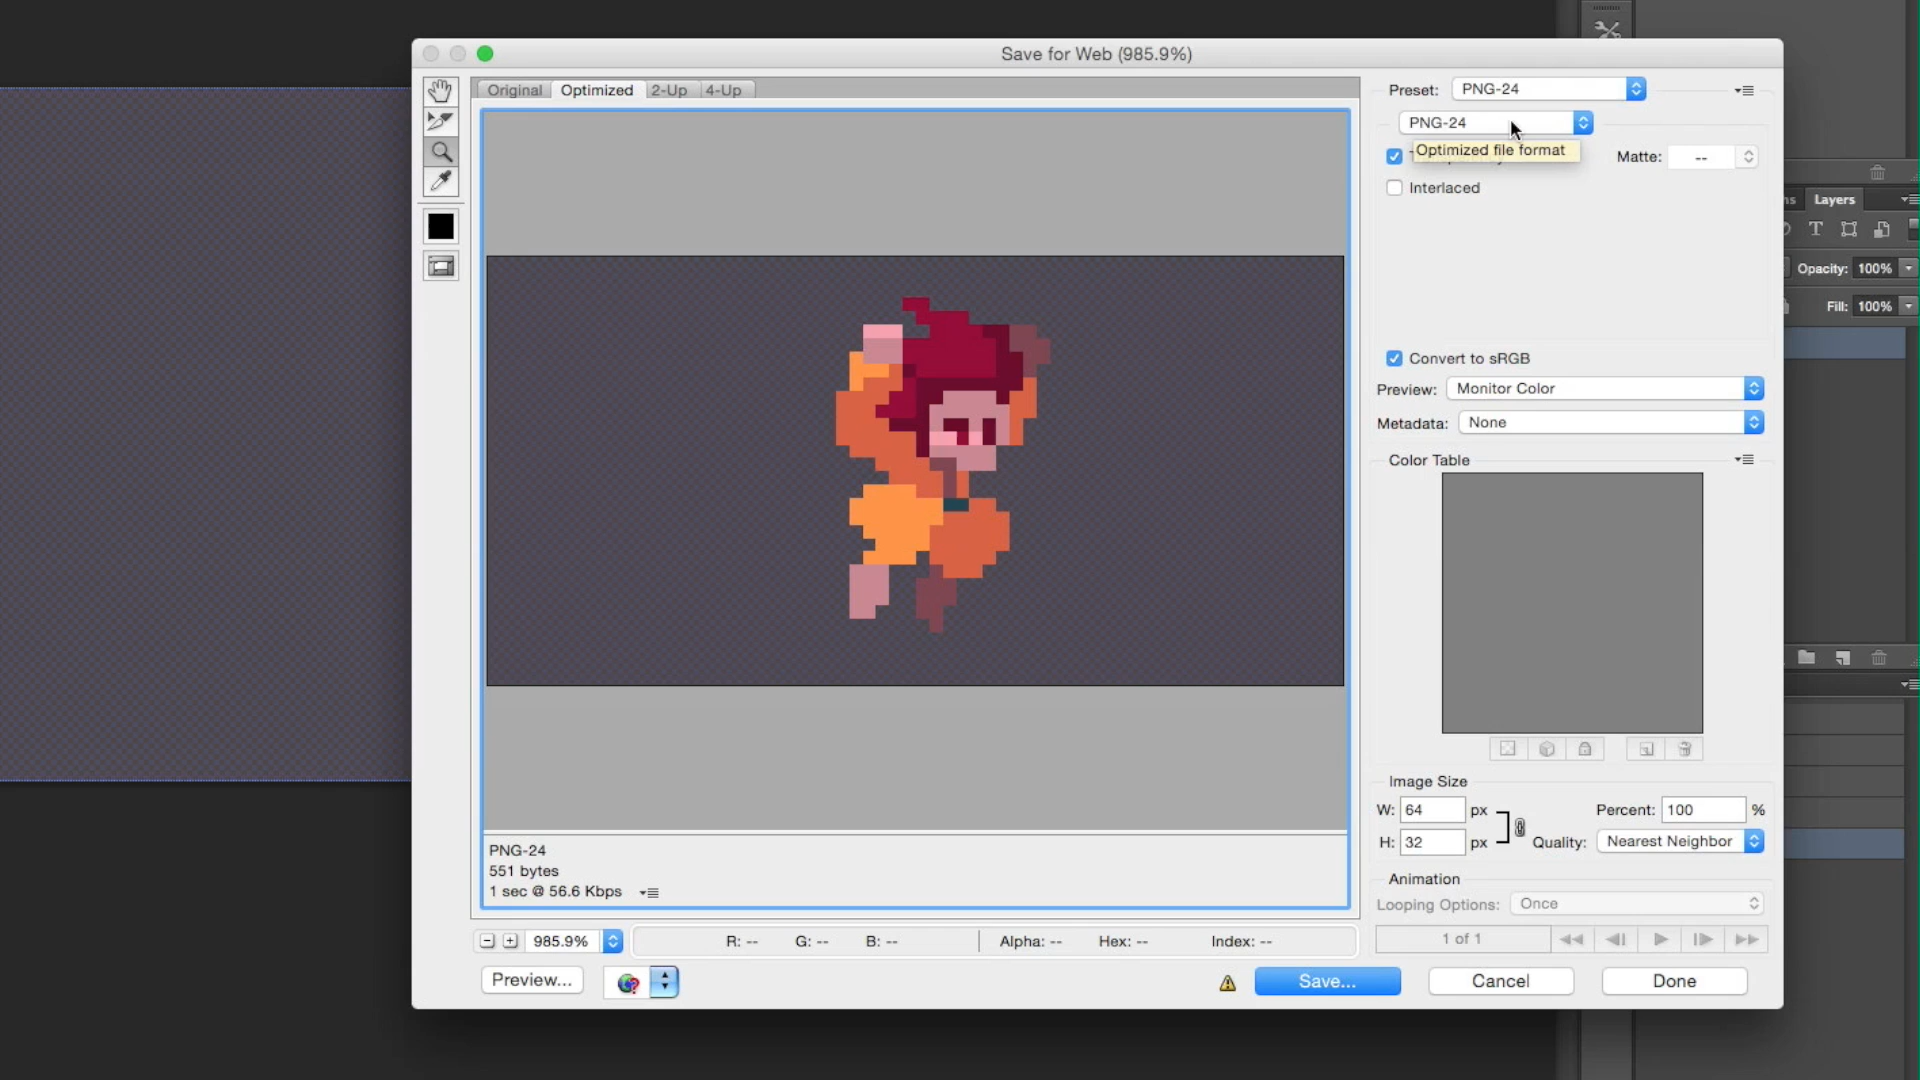 Save for Web (985.9%)
Original Optimized 2-Up 4-Up
Preset: PNG-24
PNG-24
Optimized file format
Matte: --
Interlaced
Layers
Opacity: 100%
Fill: 100%
Convert to sRGB
Preview: Monitor Color
Metadata: None
Color Table
Image Size
W: 64 px Percent: 100 %
H: 32 px Quality: Nearest Neighbor
PNG-24
551 bytes
1 sec @ 56.6 Kbps
Animation
Looping Options: Once
1 of 1
985.9% R: -- G: -- B: -- Alpha: -- Hex: -- Index: --
Preview... Save... Cancel Done